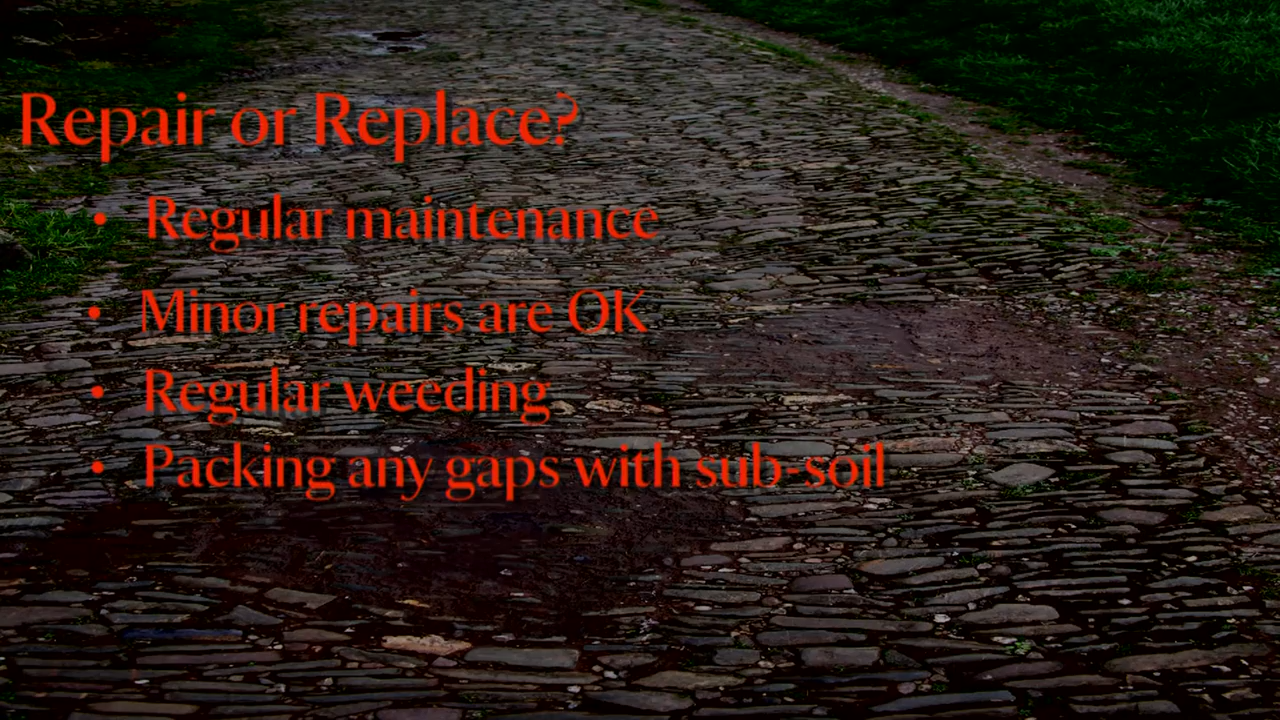 Repair or Replace?
• Regular maintenance
• Minor repairs are OK
• Regular weeding
• Packing any gaps with sub-soil